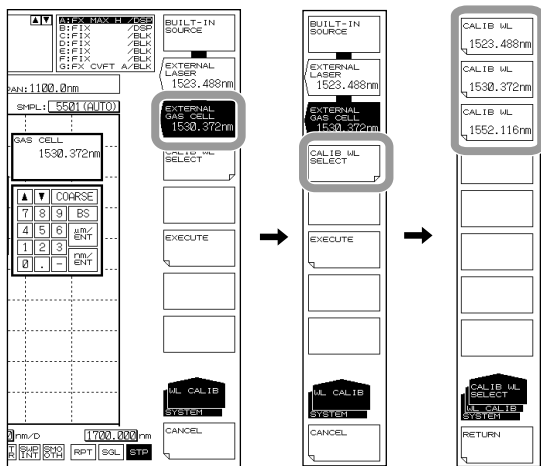 A:FX MAX H /DSP
B:FIX /DSP
C:FIX /BLK
D:FIX /BLK
E:FIX /BLK
F:FIX /BLK
G:FX CVFT A /BLK
1100.0nm
SMPL: 5501(AUTO)
GAS CELL
1530.372nm
▲ ▼ COARSE
7 8 9 BS
4 5 6 µm/ENT
1 2 3
0 . - nm/ENT
nm/D 1700.000nm
SWP INT SMO OTH RPT SGL STP
BUILT-IN
SOURCE
EXTERNAL
LASER
1523.488nm
EXTERNAL
GAS CELL
1530.372nm
CALIB WL
SELECT
EXECUTE
WL CALIB
SYSTEM
CANCEL
BUILT-IN
SOURCE
EXTERNAL
LASER
1523.488nm
EXTERNAL
GAS CELL
1530.372nm
CALIB WL
SELECT
EXECUTE
WL CALIB
SYSTEM
CANCEL
CALIB WL
1523.488nm
CALIB WL
1530.372nm
CALIB WL
1552.116nm
CALIB WL
SELECT
WL CALIB
SYSTEM
RETURN